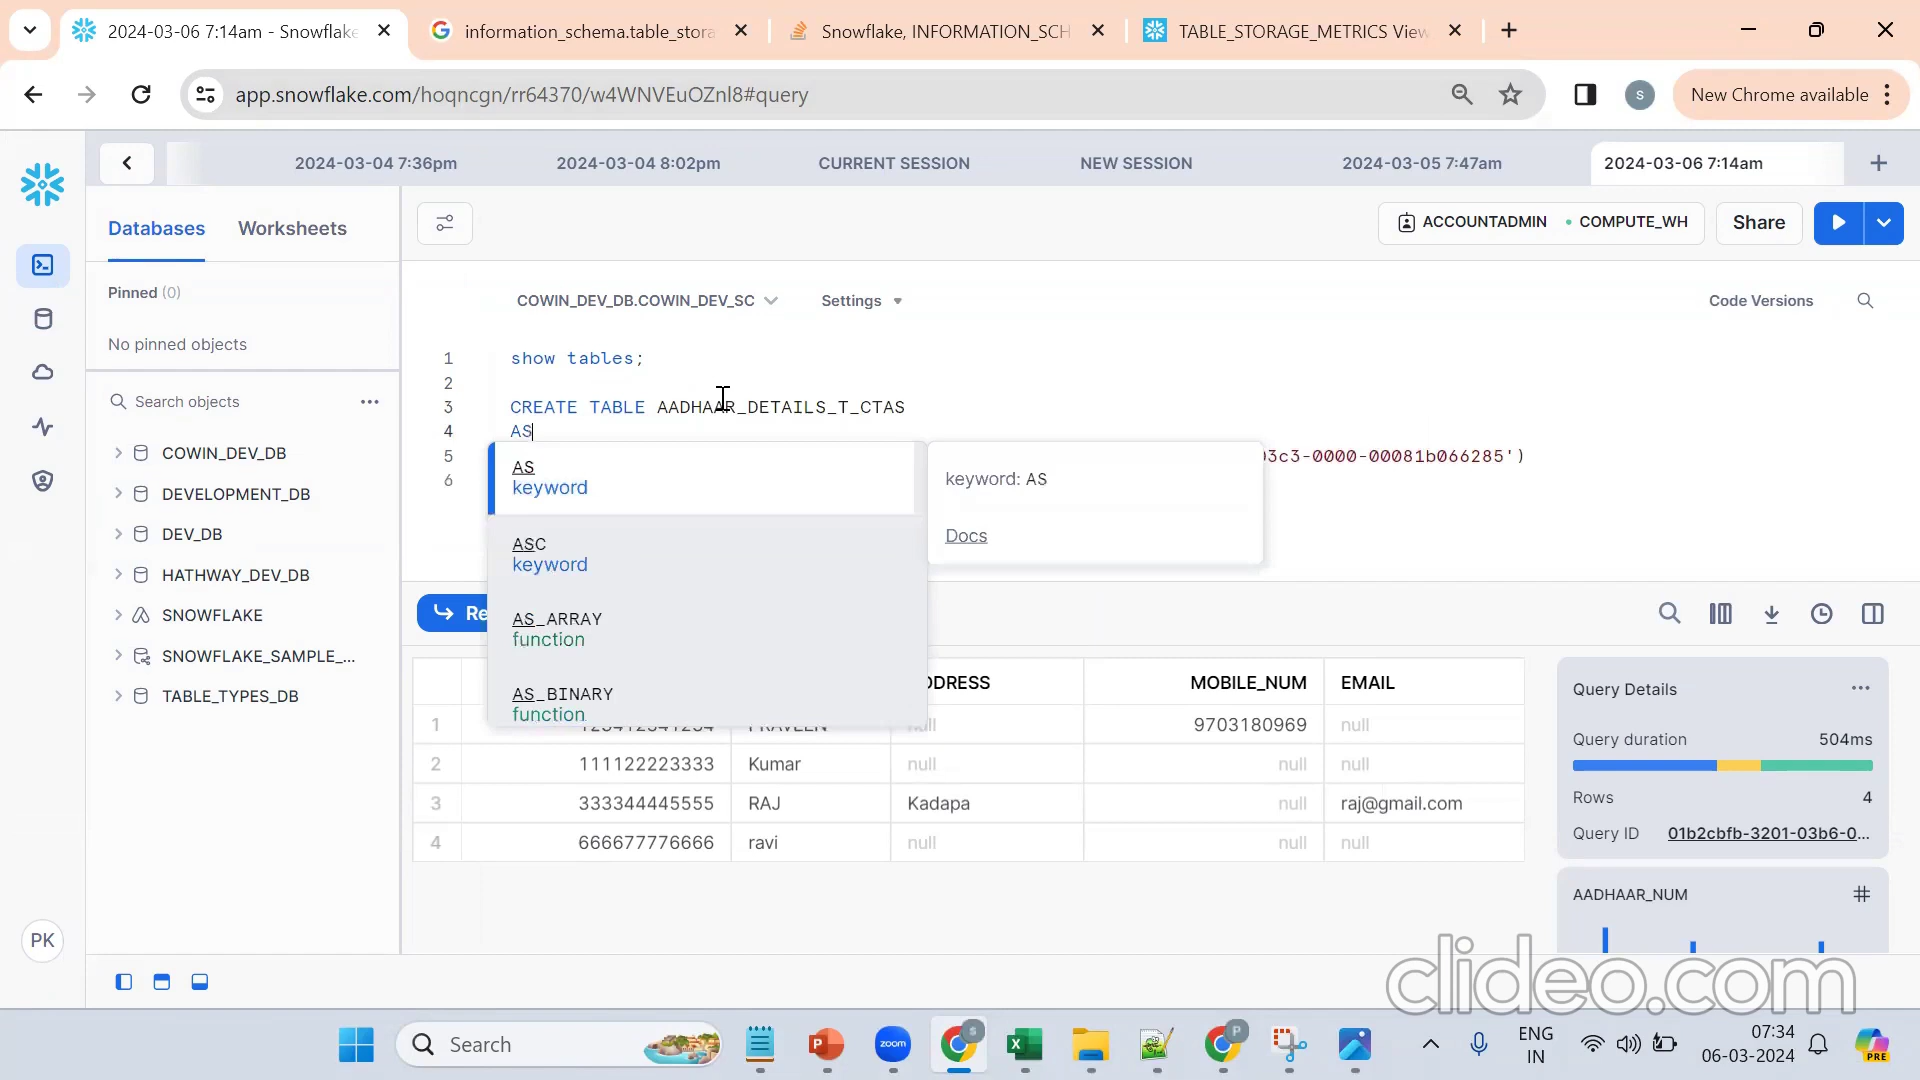 2024-03-06 7:14am - Snowflake
information_schema.table_stora
Snowflake, INFORMATION_SCH
TABLE_STORAGE_METRICS View
app.snowflake.com/hoqncgn/rr64370/w4WNVEuOZnl8#query
S
New Chrome available
2024-03-04 7:36pm
2024-03-04 8:02pm
CURRENT SESSION
NEW SESSION
2024-03-05 7:47am
2024-03-06 7:14am
Databases
Worksheets
ACCOUNTADMIN
COMPUTE_WH
Share
Pinned (0)
No pinned objects
COWIN_DEV_DB.COWIN_DEV_SC
Settings
Code Versions
Search objects
COWIN_DEV_DB
DEVELOPMENT_DB
DEV_DB
HATHWAY_DEV_DB
SNOWFLAKE
SNOWFLAKE_SAMPLE_...
TABLE_TYPES_DB
1 show tables;
2
3 CREATE TABLE AADHAAR_DETAILS_T_CTAS
4 AS
5 3c3-0000-00081b066285')
6
AS
keyword
ASC
keyword
AS_ARRAY
function
AS_BINARY
function
keyword: AS
Docs
Re
DRESS MOBILE_NUM EMAIL
1 9703180969 null
2 111122223333 Kumar null null null
3 333344445555 RAJ Kadapa null raj@gmail.com
4 666677776666 ravi null null null
Query Details
Query duration 504ms
Rows 4
Query ID 01b2cbfb-3201-03b6-0...
AADHAAR_NUM
PK
clideo.com
Search
zoom
S
P
ENG
IN
07:34
06-03-2024
PRE